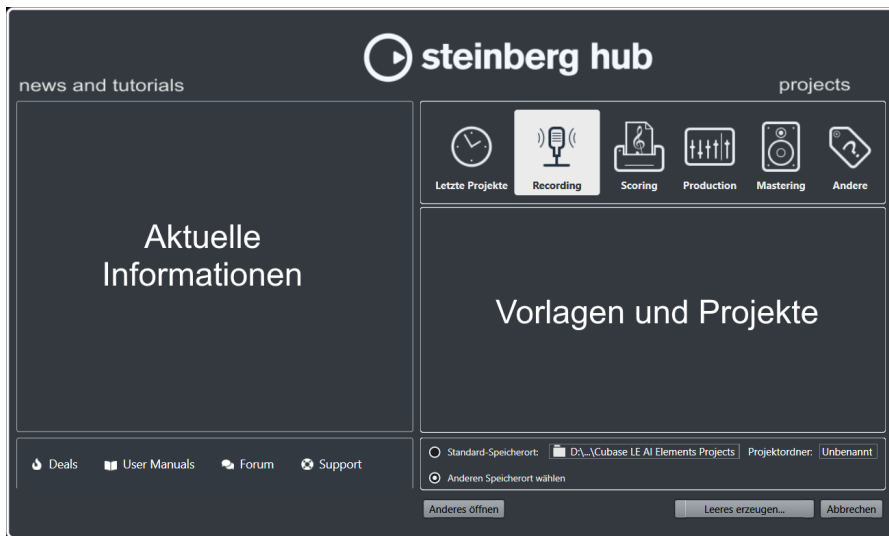 steinberg hub
news and tutorials
projects
Letzte Projekte
Recording
Scoring
Production
Mastering
Andere
Aktuelle
Informationen
Vorlagen und Projekte
Deals
User Manuals
Forum
Support
Standard-Speicherort: D:\...\Cubase LE AI Elements Projects Projektordner: Unbenannt
Anderen Speicherort wählen
Anderes öffnen
Leeres erzeugen...
Abbrechen